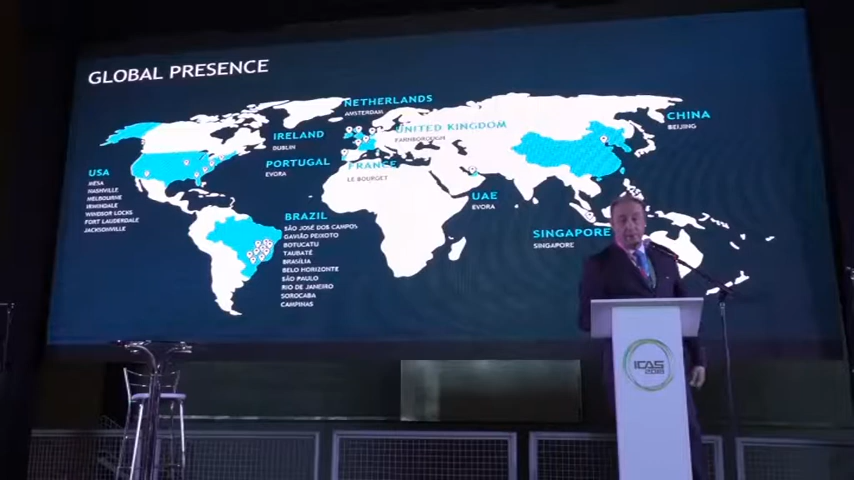 GLOBAL PRESENCE
NETHERLANDS
AMSTERDAM
IRELAND
DUBLIN
UNITED KINGDOM
FARNBOROUGH
CHINA
BEIJING
PORTUGAL
EVORA
FRANCE
LE BOURGET
USA
MESA
NASHVILLE
MELBOURNE
IRWINDALE
WINDSOR LOCKS
FORT LAUDERDALE
JACKSONVILLE
UAE
EVORA
BRAZIL
SÃO JOSÉ DOS CAMPOS
GAVIÃO PEIXOTO
BOTUCATU
TAUBATÉ
BRASÍLIA
BELO HORIZONTE
SÃO PAULO
RIO DE JANEIRO
SOROCABA
CAMPINAS
SINGAPORE
SINGAPORE
ICAS
2018